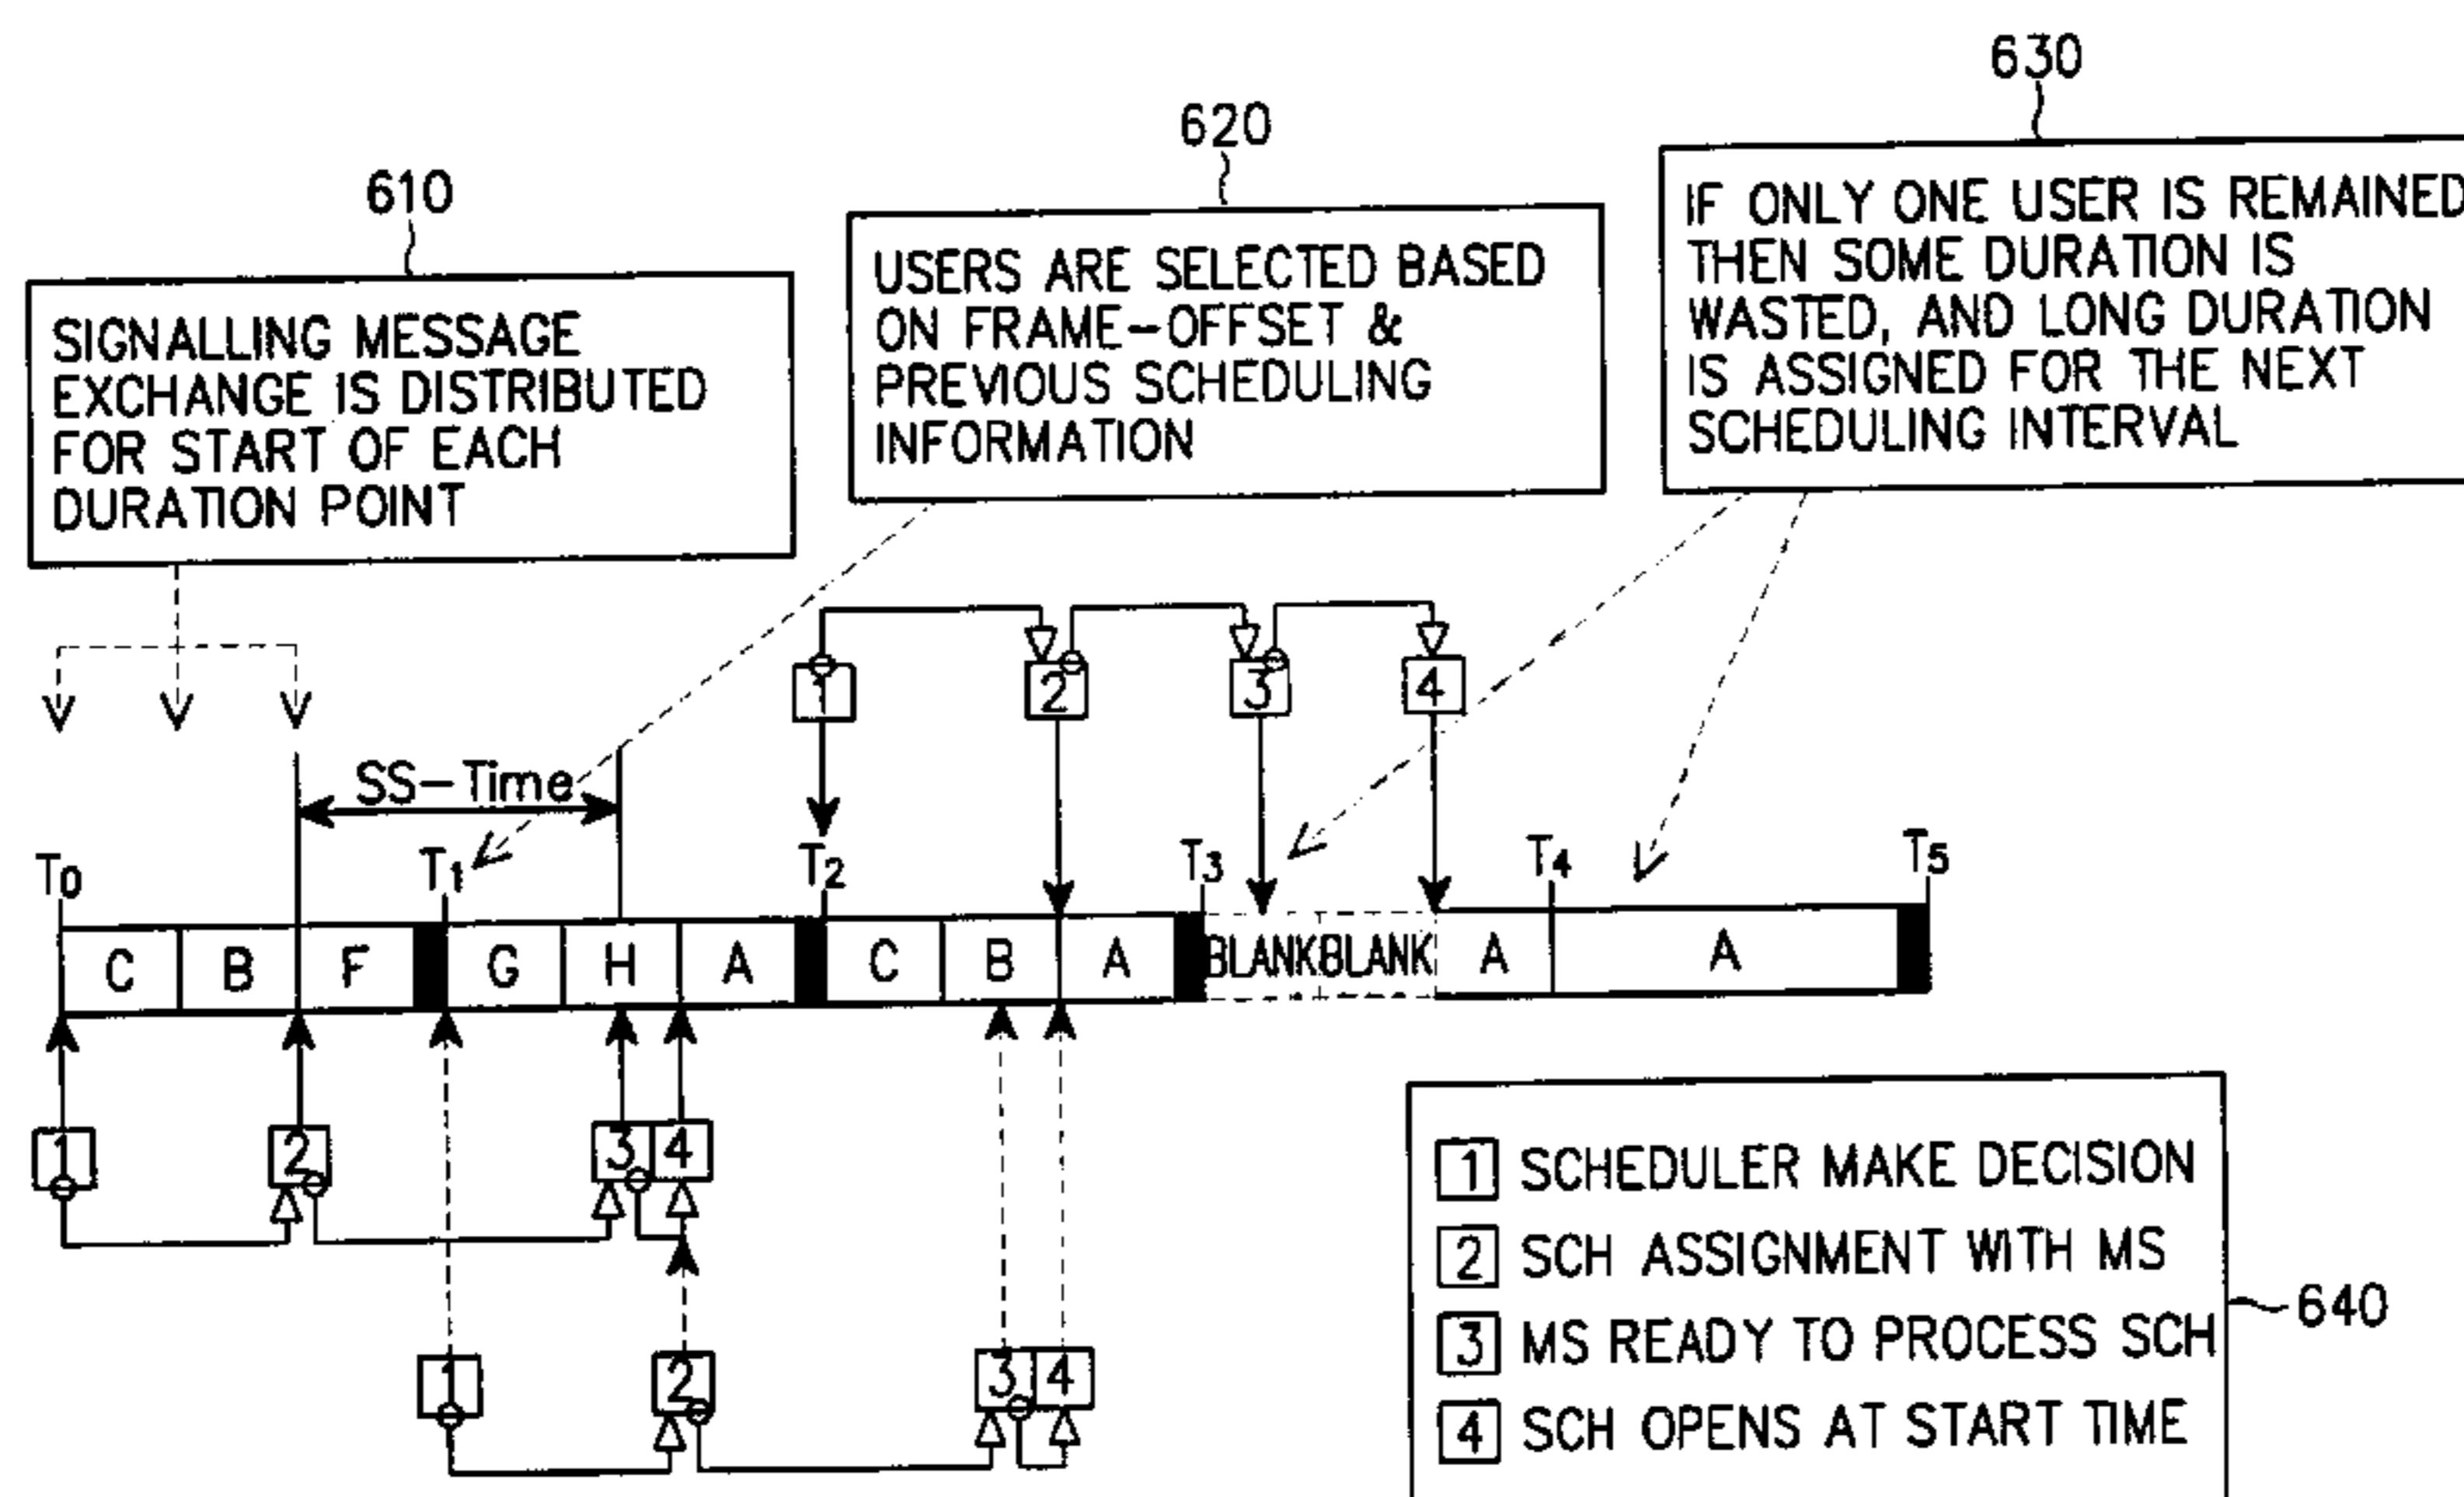 610
SIGNALLING MESSAGE
EXCHANGE IS DISTRIBUTED
FOR START OF EACH
DURATION POINT
620
USERS ARE SELECTED BASED
ON FRAME-OFFSET &
PREVIOUS SCHEDULING
INFORMATION
630
IF ONLY ONE USER IS REMAINED
THEN SOME DURATION IS
WASTED, AND LONG DURATION
IS ASSIGNED FOR THE NEXT
SCHEDULING INTERVAL
1 2 3 4
SS-Time
T0 T1 T2 T3 T4 T5
C B F G H A C B A BLANK BLANK A A
1 2 3 4
1 2 3 4
1 SCHEDULER MAKE DECISION
2 SCH ASSIGNMENT WITH MS
3 MS READY TO PROCESS SCH
4 SCH OPENS AT START TIME
640